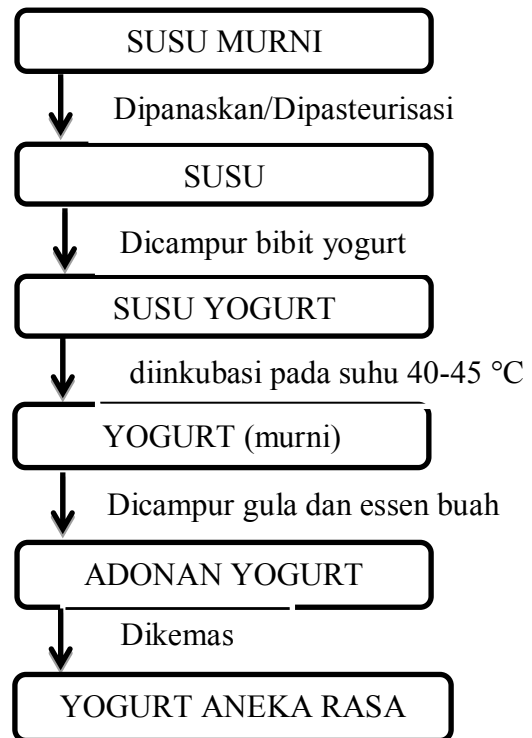 SUSU MURNI
Dipanaskan/Dipasteurisasi
SUSU
Dicampur bibit yogurt
SUSU YOGURT
diinkubasi pada suhu 40-45 °C
YOGURT (murni)
Dicampur gula dan essen buah
ADONAN YOGURT
Dikemas
YOGURT ANEKA RASA